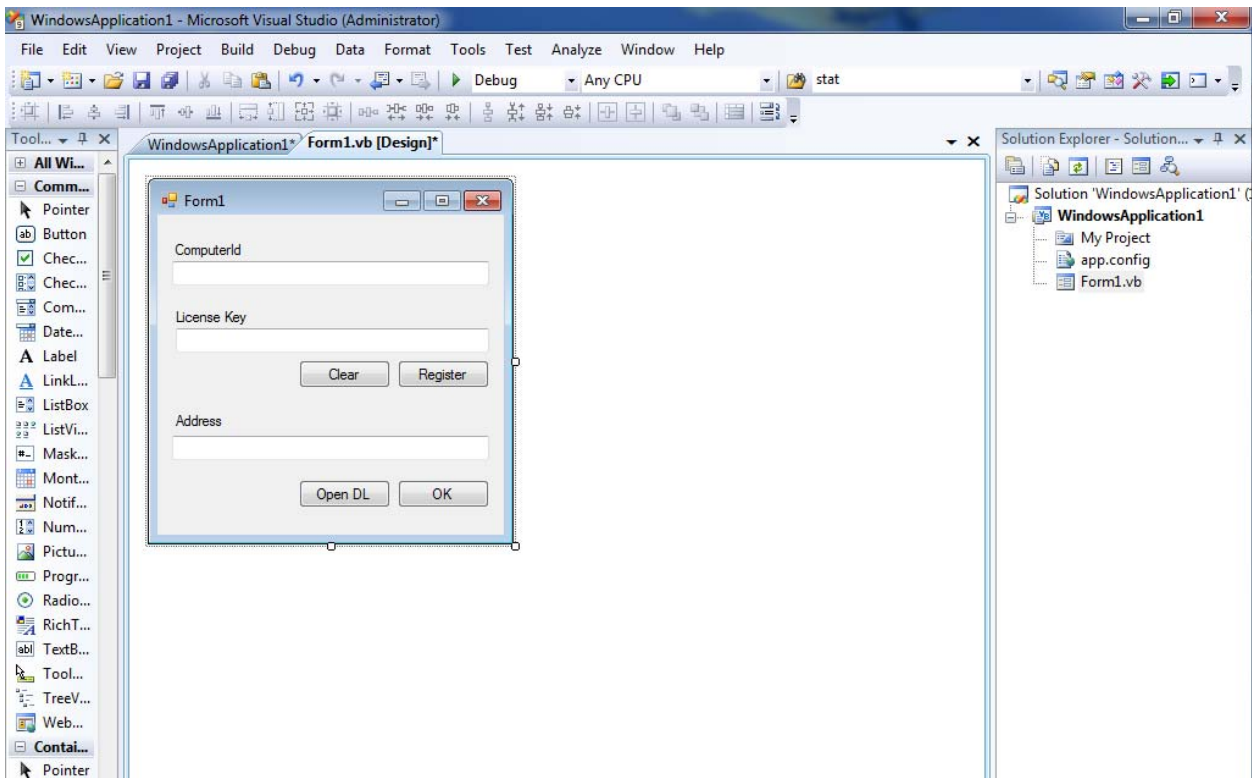 WindowsApplication1 - Microsoft Visual Studio (Administrator)
File Edit View Project Build Debug Data Format Tools Test Analyze Window Help
Debug Any CPU stat
Tool...
WindowsApplication1* Form1.vb [Design]*
Solution Explorer - Solution...
All Wi...
Comm...
Pointer
Button
Chec...
Chec...
Com...
Date...
Label
LinkL...
ListBox
ListVi...
Mask...
Mont...
Notif...
Num...
Pictu...
Progr...
Radio...
RichT...
TextB...
Tool...
TreeV...
Web...
Contai...
Pointer
Form1
ComputerId
License Key
Clear Register
Address
Open DL OK
Solution 'WindowsApplication1'
WindowsApplication1
My Project
app.config
Form1.vb